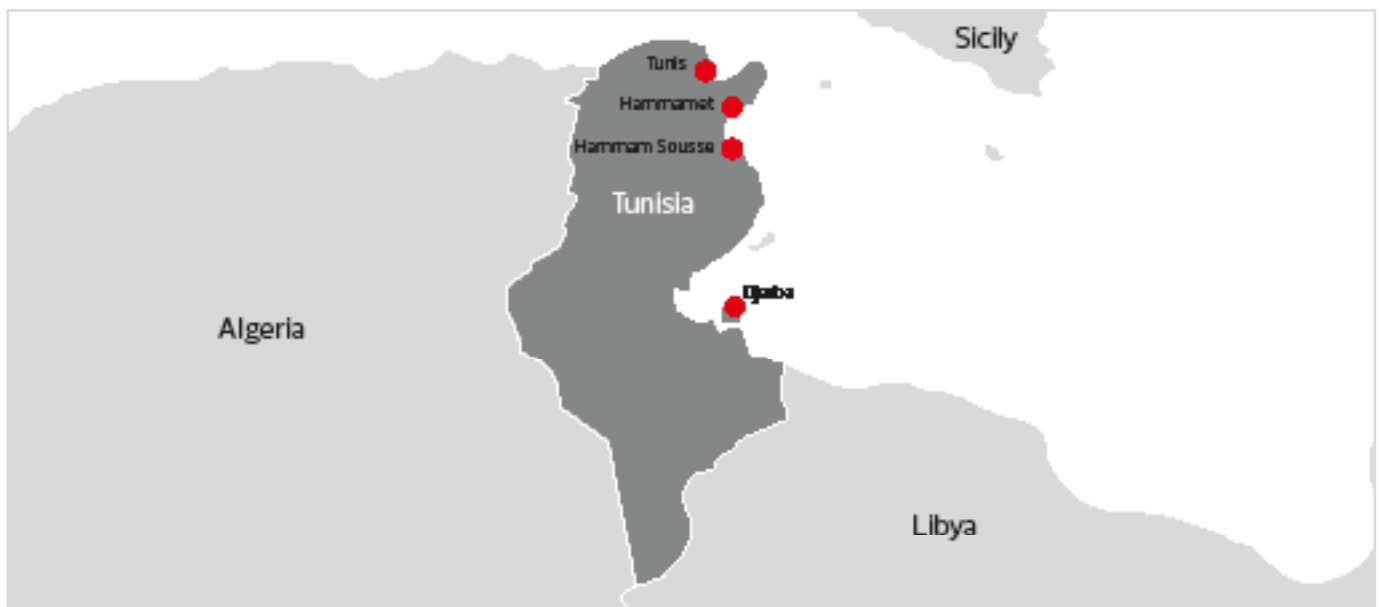 Sicily
Tunis
Hammamet
Hammam Sousse
Tunisia
Djerba
Algeria
Libya